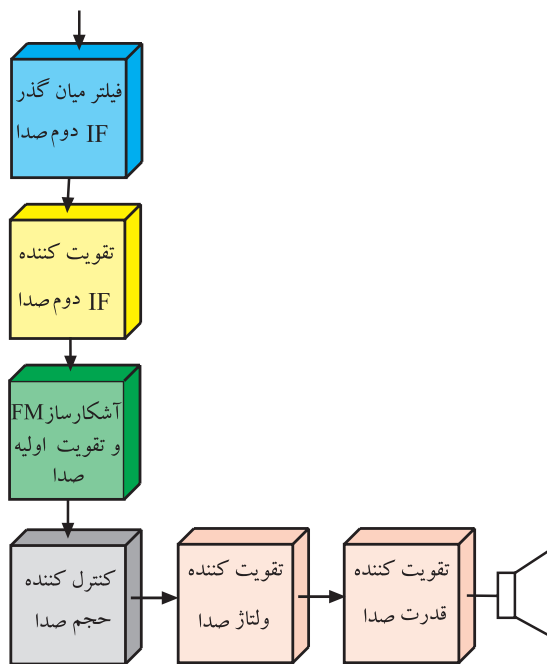 فیلتر میان گذر
IF دوم صدا
تقویت کننده
IF دوم صدا
آشکارساز FM
و تقویت اولیه
صدا
کنترل کننده
حجم صدا
تقویت کننده
ولتاژ صدا
تقویت کننده
قدرت صدا